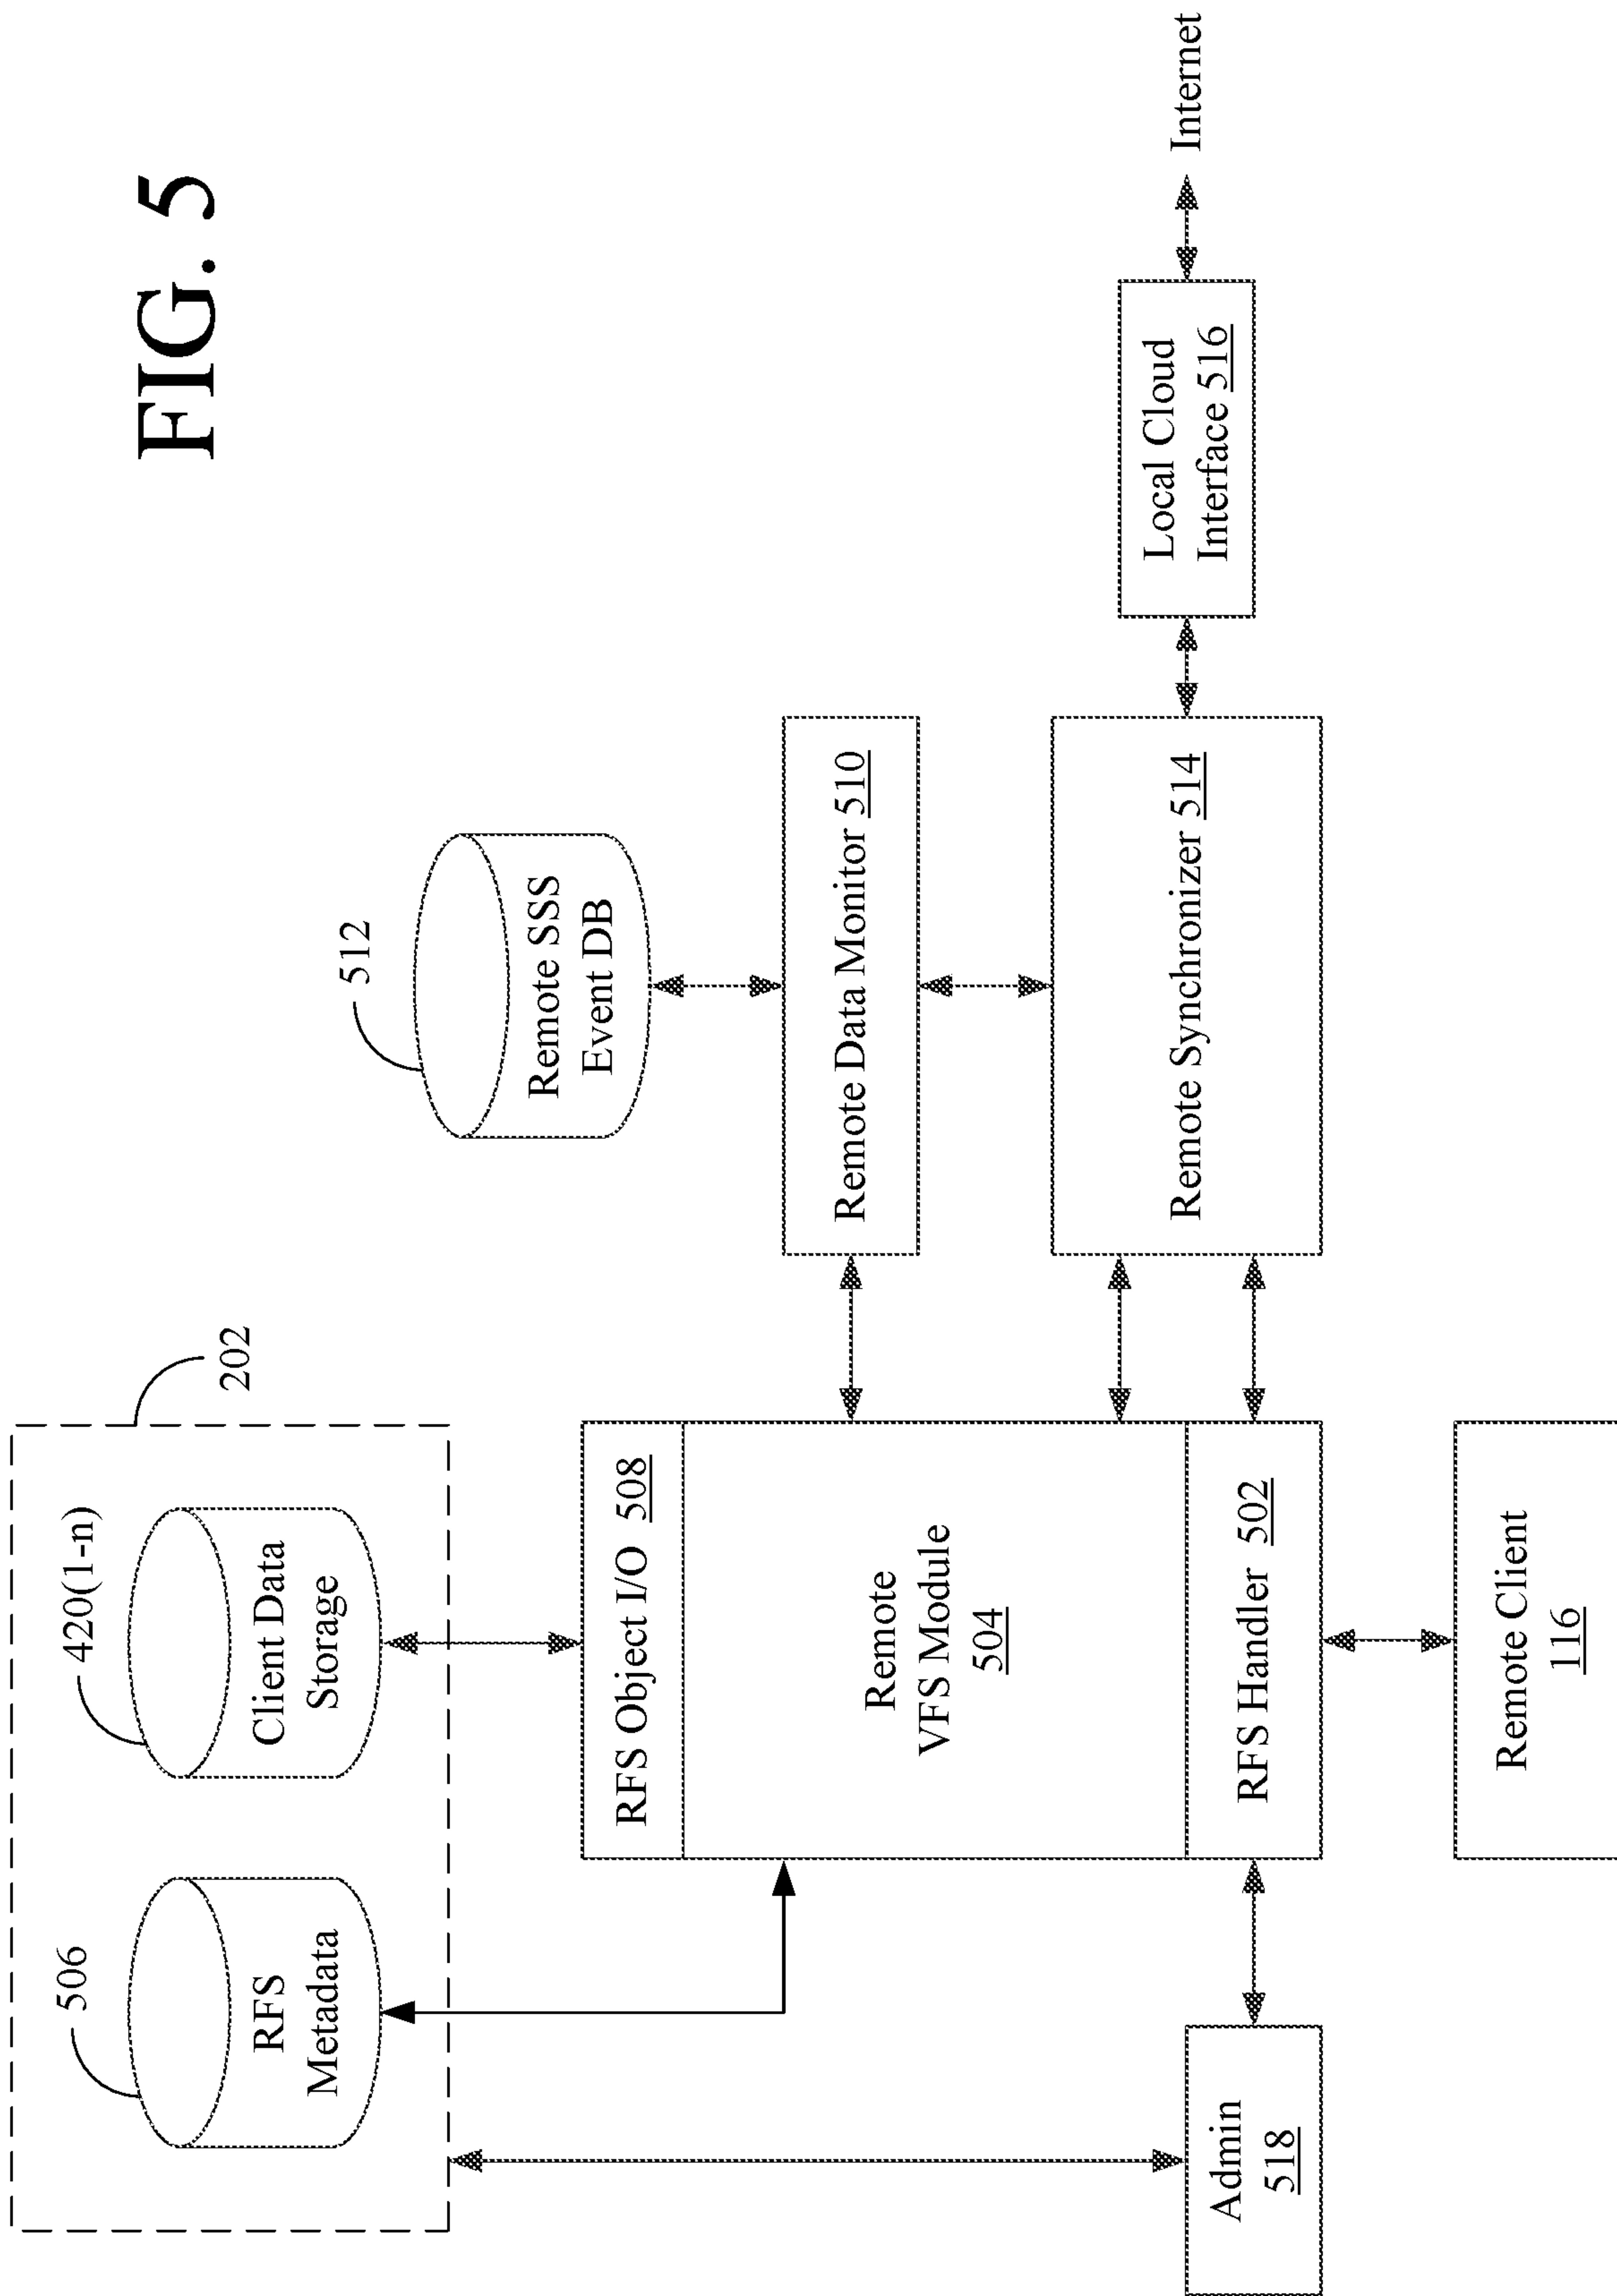 FIG. 5
202
506
RFS
Metadata
420(1-n)
Client Data
Storage
512
Remote SSS
Event DB
RFS Object I/O 508
Remote
VFS Module
504
RFS Handler 502
Remote Data Monitor 510
Remote Synchronizer 514
Local Cloud
Interface 516
Internet
Admin
518
Remote Client
116